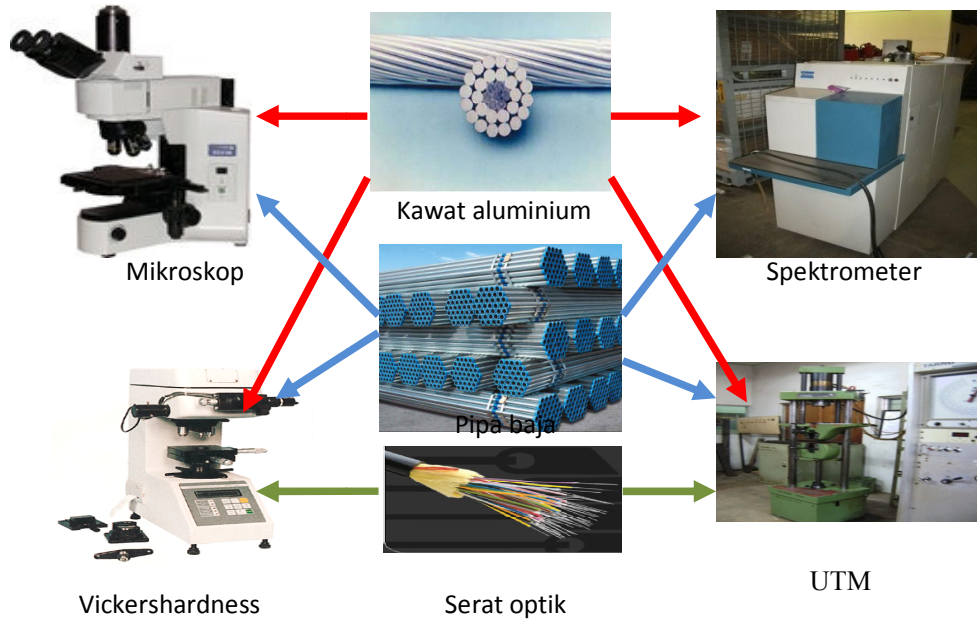 Kawat aluminium
Mikroskop
Spektrometer
Pipa baja
UTM
Vickershardness
Serat optik